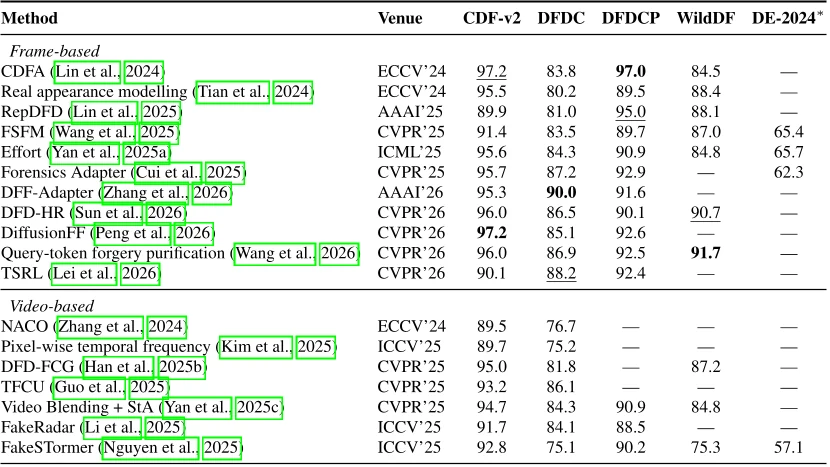 Method Venue CDF-v2 DFDC DFDCP WildDF DE-2024*
Frame-based
CDFA (Lin et al., 2024) ECCV'24 97.2 83.8 97.0 84.5 —
Real appearance modelling (Tian et al., 2024) ECCV'24 95.5 80.2 89.5 88.4 —
RepDFD (Lin et al., 2025) AAAI'25 89.9 81.0 95.0 88.1 —
FSFM (Wang et al., 2025) CVPR'25 91.4 83.5 89.7 87.0 65.4
Effort (Yan et al., 2025a) ICML'25 95.6 84.3 90.9 84.8 65.7
Forensics Adapter (Cui et al., 2025) CVPR'25 95.7 87.2 92.9 — 62.3
DFF-Adapter (Zhang et al., 2026) AAAI'26 95.3 90.0 91.6 — —
DFD-HR (Sun et al., 2026) CVPR'26 96.0 86.5 90.1 90.7 —
DiffusionFF (Peng et al., 2026) CVPR'26 97.2 85.1 92.6 — —
Query-token forgery purification (Wang et al., 2026) CVPR'26 96.0 86.9 92.5 91.7 —
TSRL (Lei et al., 2026) CVPR'26 90.1 88.2 92.4 — —
Video-based
NACO (Zhang et al., 2024) ECCV'24 89.5 76.7 — — —
Pixel-wise temporal frequency (Kim et al., 2025) ICCV'25 89.7 75.2 — — —
DFD-FCG (Han et al., 2025b) CVPR'25 95.0 81.8 — 87.2 —
TFCU (Guo et al., 2025) CVPR'25 93.2 86.1 — — —
Video Blending + StA (Yan et al., 2025c) CVPR'25 94.7 84.3 90.9 84.8 —
FakeRadar (Li et al., 2025) ICCV'25 91.7 84.1 88.5 — —
FakeSTormer (Nguyen et al., 2025) ICCV'25 92.8 75.1 90.2 75.3 57.1